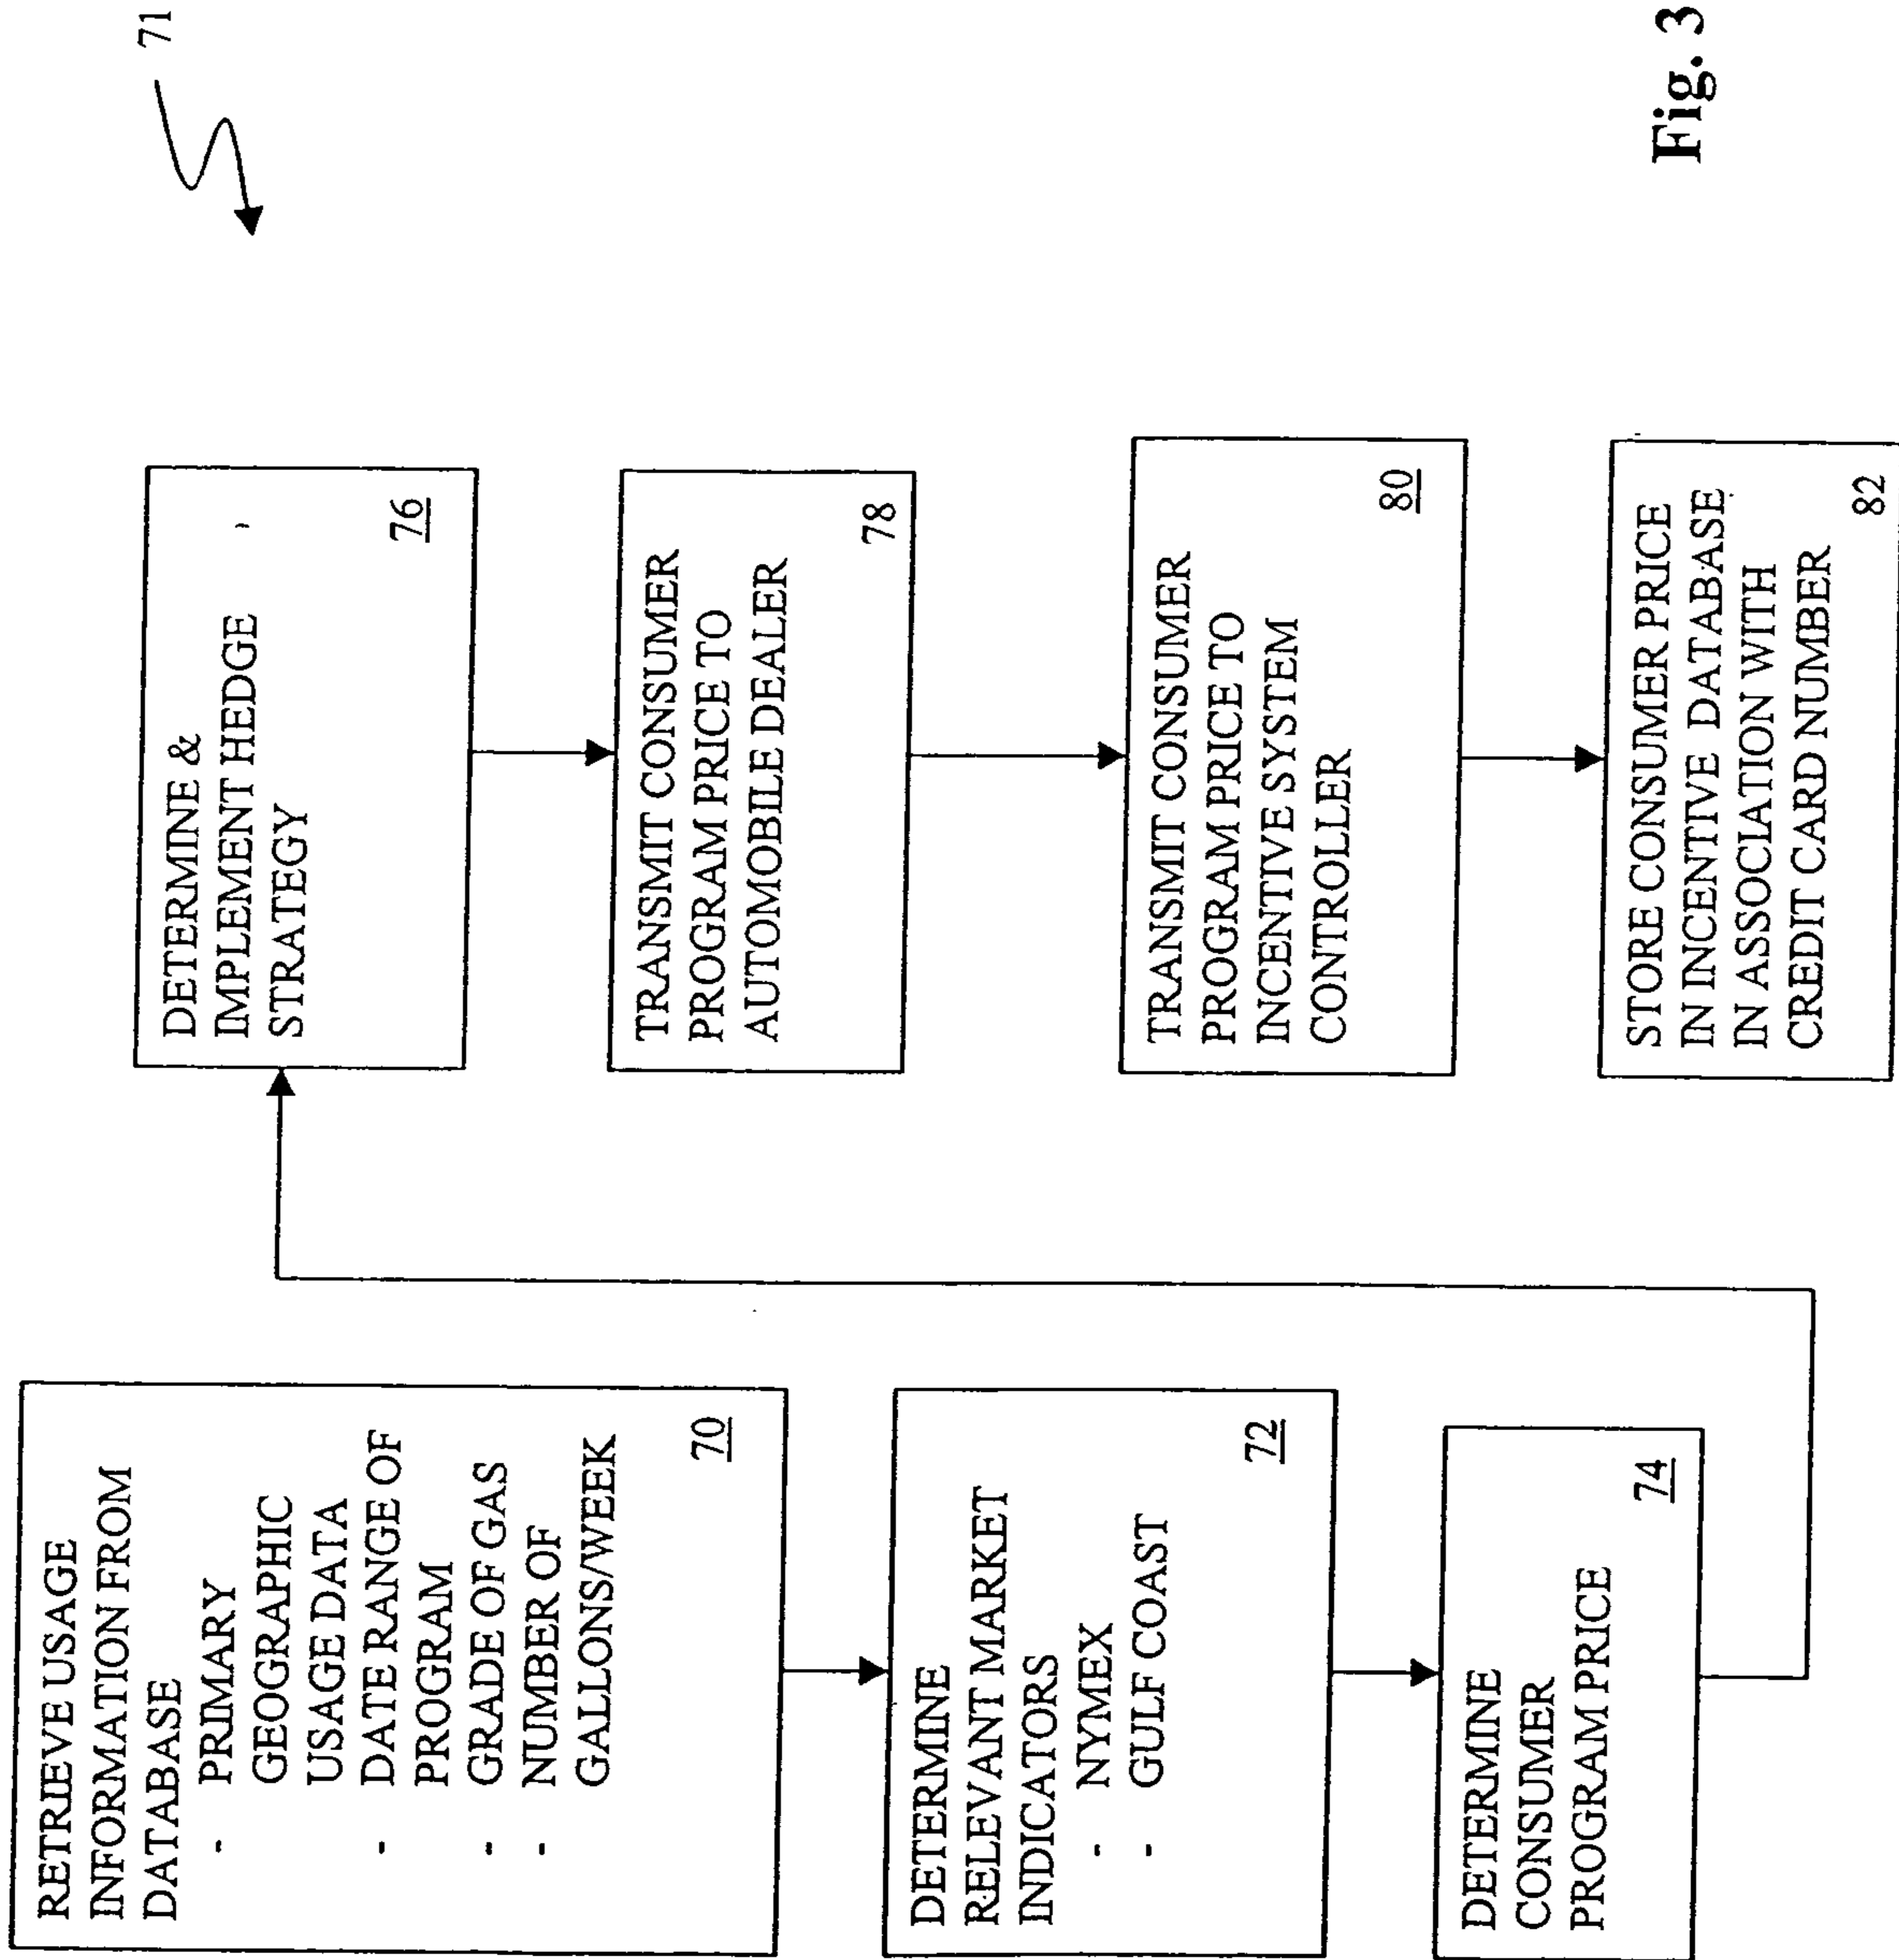 71
RETRIEVE USAGE
INFORMATION FROM
DATABASE
- PRIMARY
GEOGRAPHIC
USAGE DATA
- DATE RANGE OF
PROGRAM
- GRADE OF GAS
- NUMBER OF
GALLONS/WEEK
70
DETERMINE
RELEVANT MARKET
INDICATORS
- NYMEX
- GULF COAST
72
DETERMINE
CONSUMER
PROGRAM PRICE
74
DETERMINE &
IMPLEMENT HEDGE
STRATEGY
76
TRANSMIT CONSUMER
PROGRAM PRICE TO
AUTOMOBILE DEALER
78
TRANSMIT CONSUMER
PROGRAM PRICE TO
INCENTIVE SYSTEM
CONTROLLER
80
STORE CONSUMER PRICE
IN INCENTIVE DATABASE
IN ASSOCIATION WITH
CREDIT CARD NUMBER
82
Fig. 3